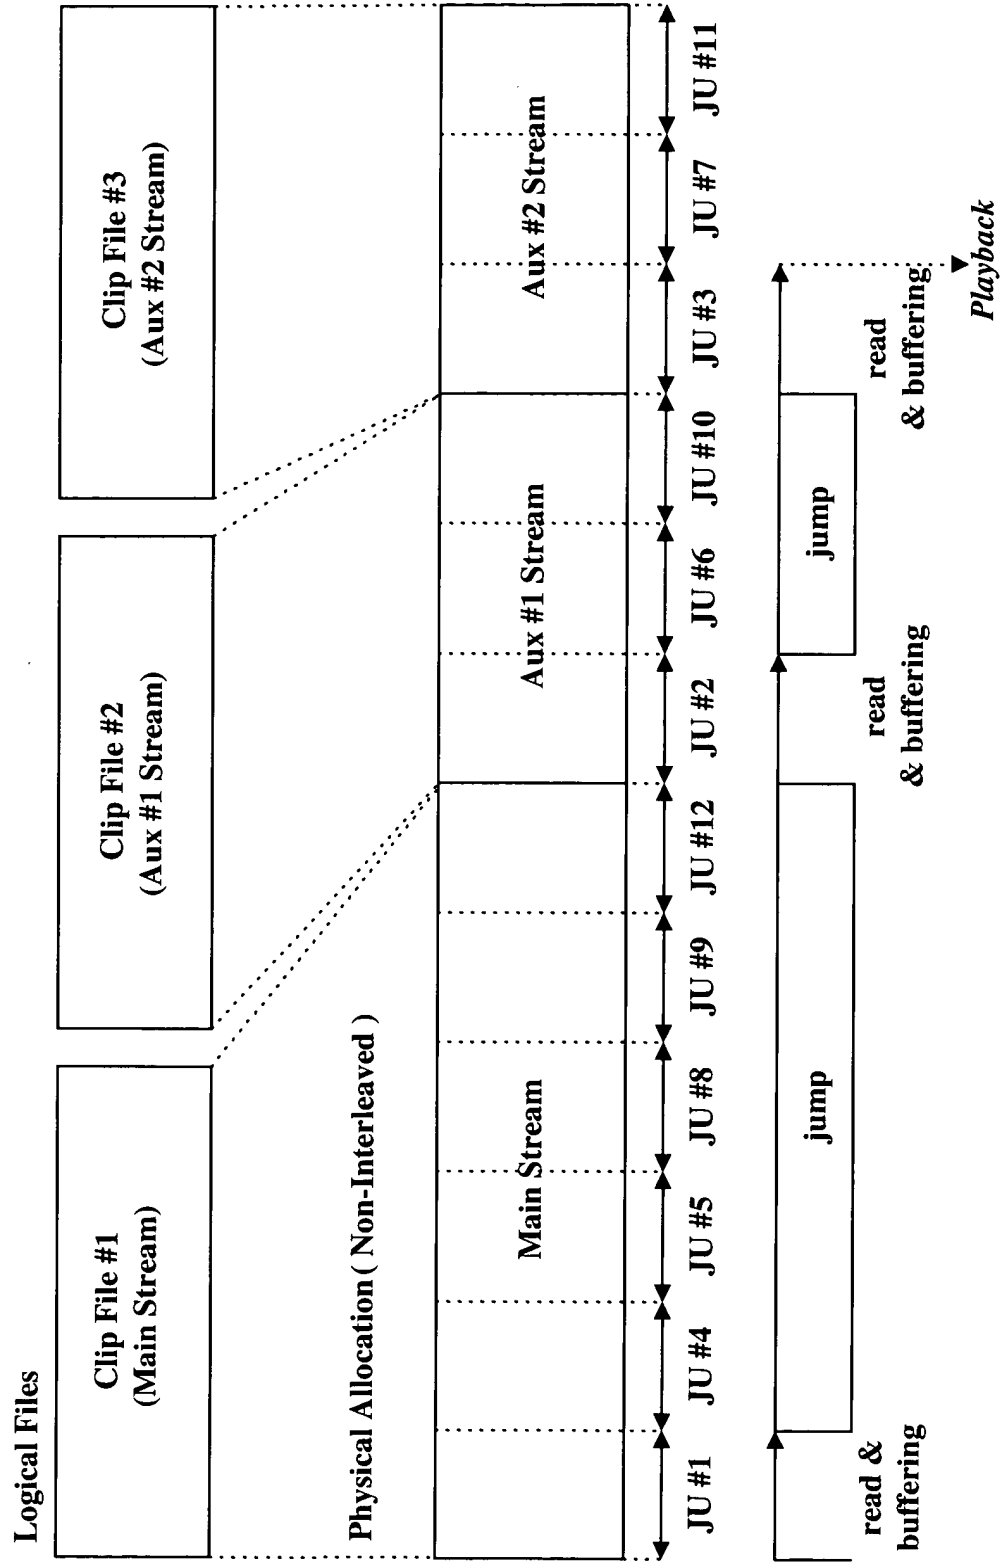 Logical Files
Clip File #1
(Main Stream)
Clip File #2
(Aux #1 Stream)
Clip File #3
(Aux #2 Stream)
Physical Allocation ( Non-Interleaved )
Main Stream
Aux #1 Stream
Aux #2 Stream
JU #1
JU #4
JU #5
JU #8
JU #9
JU #12
JU #2
JU #6
JU #10
JU #3
JU #7
JU #11
read &
buffering
jump
read
& buffering
jump
read
& buffering
Playback